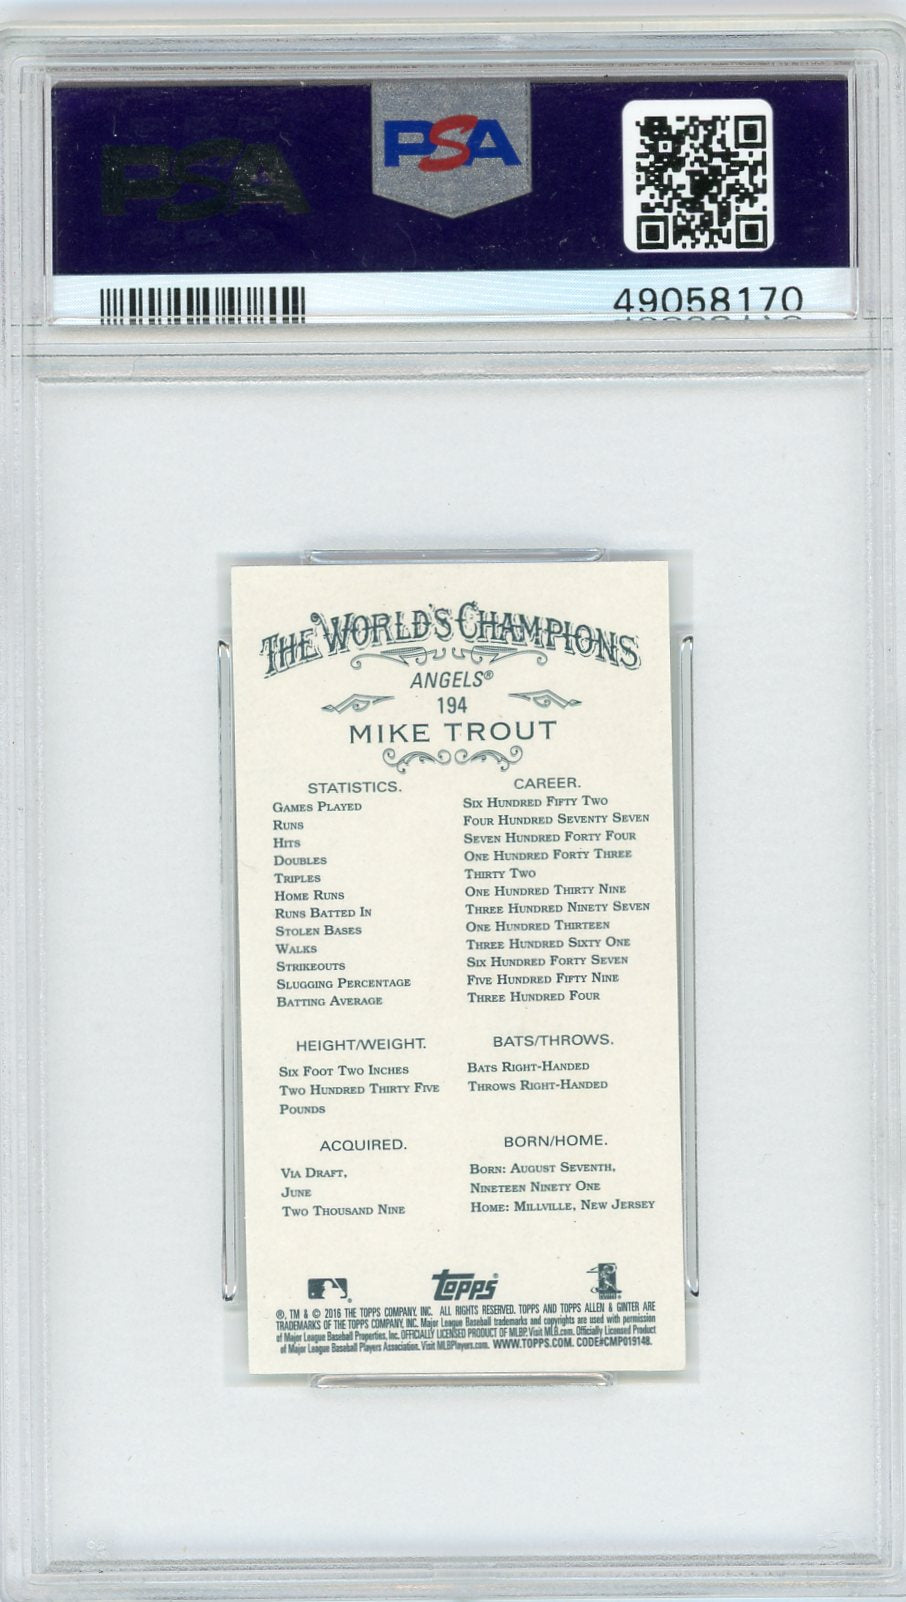 PSA
PSA
49058170
THE WORLD'S CHAMPIONS
ANGELS®
194
MIKE TROUT
STATISTICS. CAREER.
GAMES PLAYED SIX HUNDRED FIFTY TWO
RUNS FOUR HUNDRED SEVENTY SEVEN
HITS SEVEN HUNDRED FORTY FOUR
DOUBLES ONE HUNDRED FORTY THREE
TRIPLES THIRTY TWO
HOME RUNS ONE HUNDRED THIRTY NINE
RUNS BATTED IN THREE HUNDRED NINETY SEVEN
STOLEN BASES ONE HUNDRED THIRTEEN
WALKS THREE HUNDRED SIXTY ONE
STRIKEOUTS SIX HUNDRED FORTY SEVEN
SLUGGING PERCENTAGE FIVE HUNDRED FIFTY NINE
BATTING AVERAGE THREE HUNDRED FOUR
HEIGHT/WEIGHT.
SIX FOOT TWO INCHES
TWO HUNDRED THIRTY FIVE
POUNDS
BATS/THROWS.
BATS RIGHT-HANDED
THROWS RIGHT-HANDED
ACQUIRED.
VIA DRAFT,
JUNE
TWO THOUSAND NINE
BORN/HOME.
BORN: AUGUST SEVENTH,
NINETEEN NINETY ONE
HOME: MILLVILLE, NEW JERSEY
topps
®, TM & © 2016 THE TOPPS COMPANY, INC. ALL RIGHTS RESERVED. TOPPS AND TOPPS ALLEN & GINTER ARE
TRADEMARKS OF THE TOPPS COMPANY, INC. Major League Baseball trademarks and copyrights are used with permission
of Major League Baseball Properties, Inc. OFFICIALLY LICENSED PRODUCT OF MLBP. Visit MLB.com. Officially Licensed Product
of Major League Baseball Players Association. Visit MLBPlayers.com. WWW.TOPPS.COM. CODE#CMP019148.